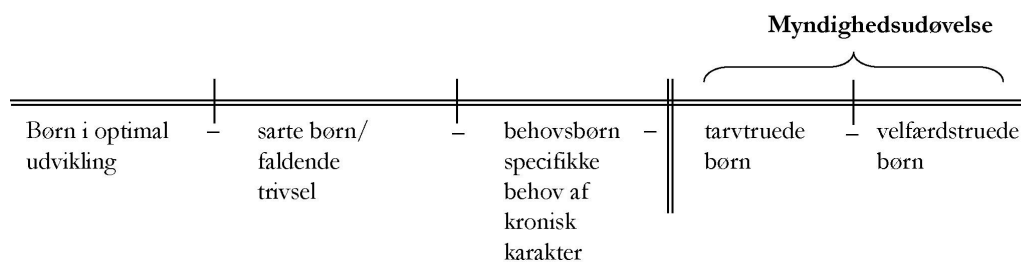 Myndighedsudøvelse
Børn i optimal
udvikling
–
sarte børn/
faldende
trivsel
–
behovsbørn –
specifikke
behov af
kronisk
karakter
tarvtruede
børn
–
velfærdstruede
børn